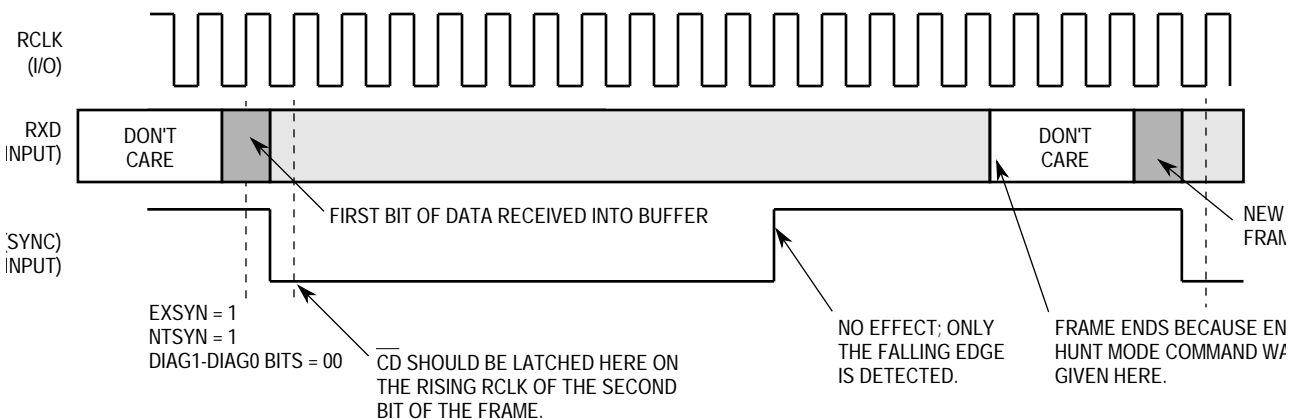 RCLK
(I/O)
RXD
INPUT)
DON'T
CARE
DON'T
CARE
FIRST BIT OF DATA RECEIVED INTO BUFFER
NEW
(SYNC)
INPUT)
EXSYN = 1
NTSYN = 1
DIAG1-DIAG0 BITS = 00
CD SHOULD BE LATCHED HERE ON
THE RISING RCLK OF THE SECOND
BIT OF THE FRAME.
NO EFFECT; ONLY
THE FALLING EDGE
IS DETECTED.
FRAME ENDS BECAUSE EN
HUNT MODE COMMAND WA
GIVEN HERE.